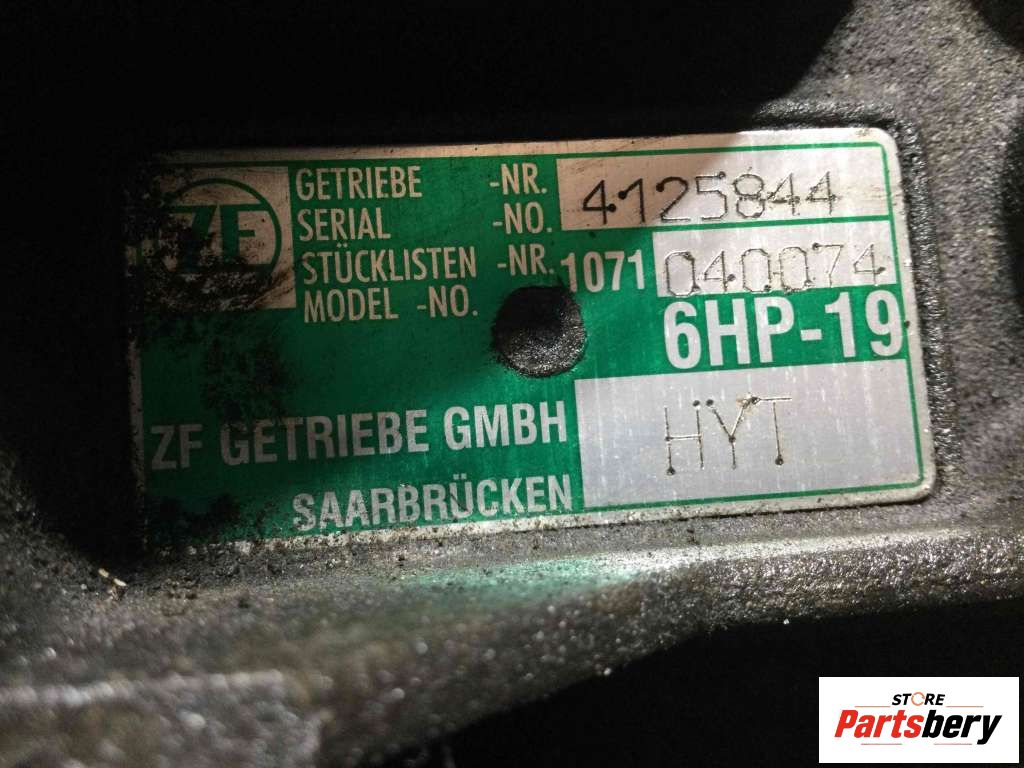 ZF
GETRIEBE -NR. 4125844
SERIAL -NO.
STÜCKLISTEN -NR. 1071 040074
MODEL -NO.
6HP-19
ZF GETRIEBE GMBH HYT
SAARBRÜCKEN
STORE
Partsbery